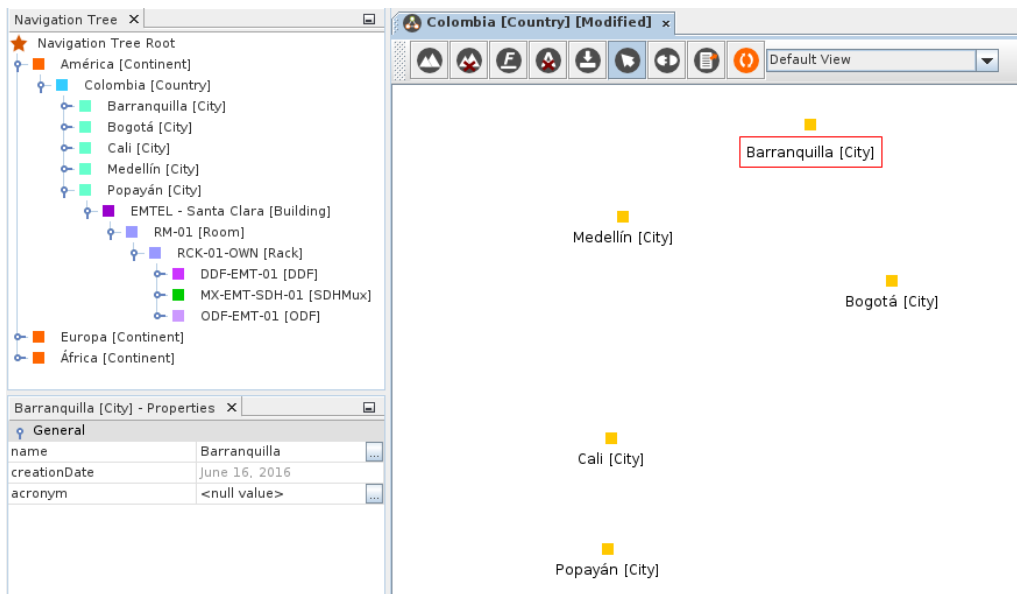 Navigation Tree
Navigation Tree Root
América [Continent]
Colombia [Country]
Barranquilla [City]
Bogotá [City]
Cali [City]
Medellín [City]
Popayán [City]
EMTEL - Santa Clara [Building]
RM-01 [Room]
RCK-01-OWN [Rack]
DDF-EMT-01 [DDF]
MX-EMT-SDH-01 [SDHMux]
ODF-EMT-01 [ODF]
Europa [Continent]
África [Continent]
Barranquilla [City] - Properties
General
name Barranquilla ...
creationDate June 16, 2016
acronym <null value> ...
Colombia [Country] [Modified]
F Default View
Barranquilla [City]
Medellín [City]
Bogotá [City]
Cali [City]
Popayán [City]